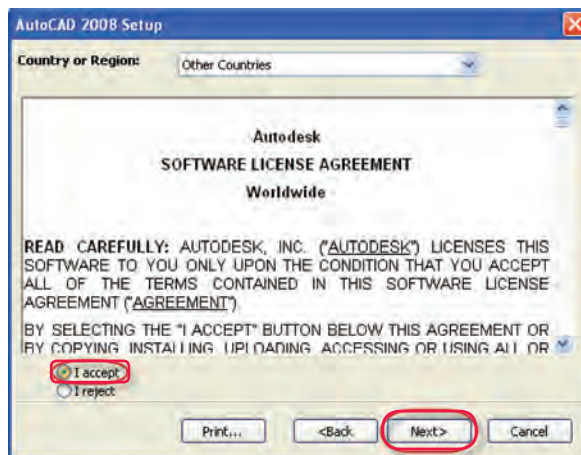 AutoCAD 2008 Setup
Country or Region: Other Countries
Autodesk
SOFTWARE LICENSE AGREEMENT
Worldwide
READ CAREFULLY: AUTODESK, INC. ("AUTODESK") LICENSES THIS
SOFTWARE TO YOU ONLY UPON THE CONDITION THAT YOU ACCEPT
ALL OF THE TERMS CONTAINED IN THIS SOFTWARE LICENSE
AGREEMENT ("AGREEMENT").
BY SELECTING THE "I ACCEPT" BUTTON BELOW THIS AGREEMENT OR
BY COPYING, INSTALLING, UPLOADING, ACCESSING OR USING ALL OR
I accept
I reject
Print... <Back Next> Cancel